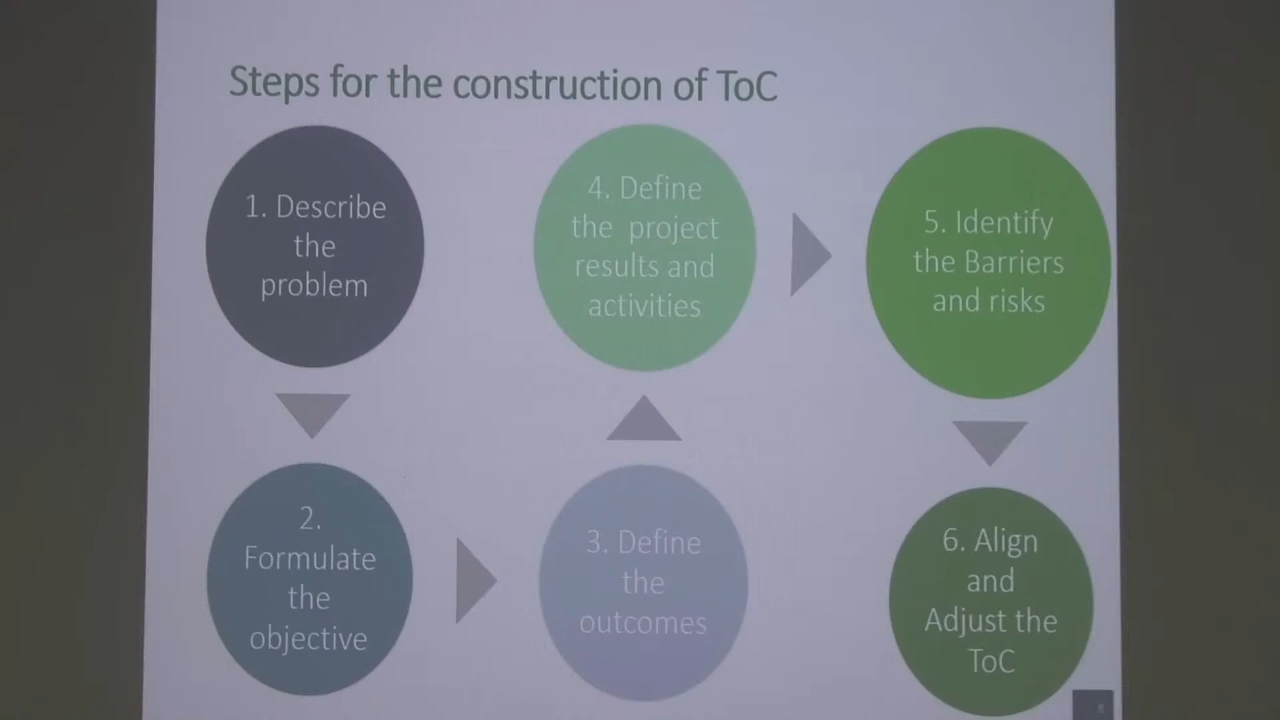 Steps for the construction of ToC
1. Describe
the
problem
2.
Formulate
the
objective
3. Define
the
outcomes
4. Define
the project
results and
activities
5. Identify
the Barriers
and risks
6. Align
and
Adjust the
ToC